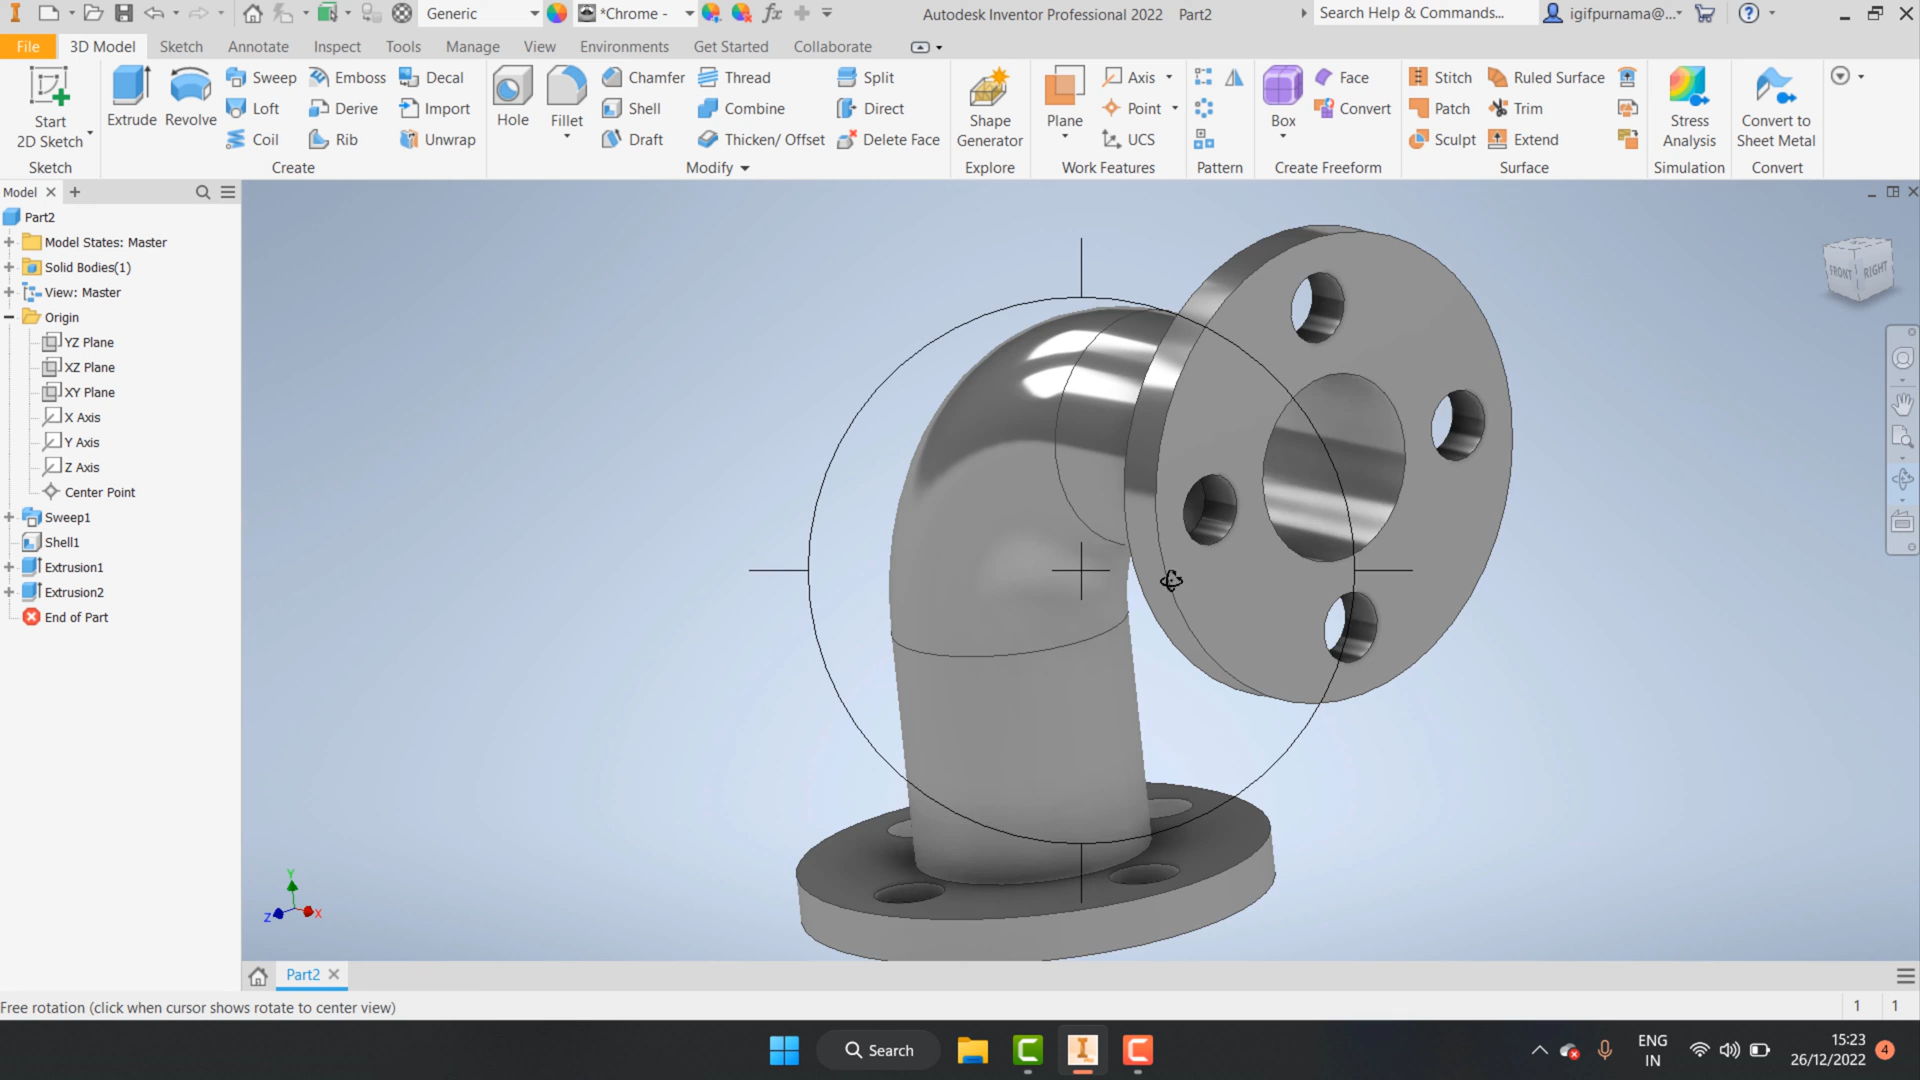 Generic
*Chrome -
fx
Autodesk Inventor Professional 2022 Part2
Search Help & Commands...
igifpurnama@...
File
3D Model
Sketch
Annotate
Inspect
Tools
Manage
View
Environments
Get Started
Collaborate
Start
2D Sketch
Extrude
Revolve
Sweep
Emboss
Decal
Loft
Derive
Import
Coil
Rib
Unwrap
Hole
Fillet
Chamfer
Thread
Split
Shell
Combine
Direct
Draft
Thicken/ Offset
Delete Face
Shape
Generator
Plane
Axis
Point
UCS
Box
Face
Convert
Stitch
Ruled Surface
Patch
Trim
Sculpt
Extend
Stress
Analysis
Convert to
Sheet Metal
Sketch
Create
Modify
Explore
Work Features
Pattern
Create Freeform
Surface
Simulation
Convert
Model
Part2
Model States: Master
Solid Bodies(1)
View: Master
Origin
YZ Plane
XZ Plane
XY Plane
X Axis
Y Axis
Z Axis
Center Point
Sweep1
Shell1
Extrusion1
Extrusion2
End of Part
FRONT
RIGHT
Y
Z
X
Part2
Free rotation (click when cursor shows rotate to center view)
1
1
Search
ENG
IN
15:23
26/12/2022
4